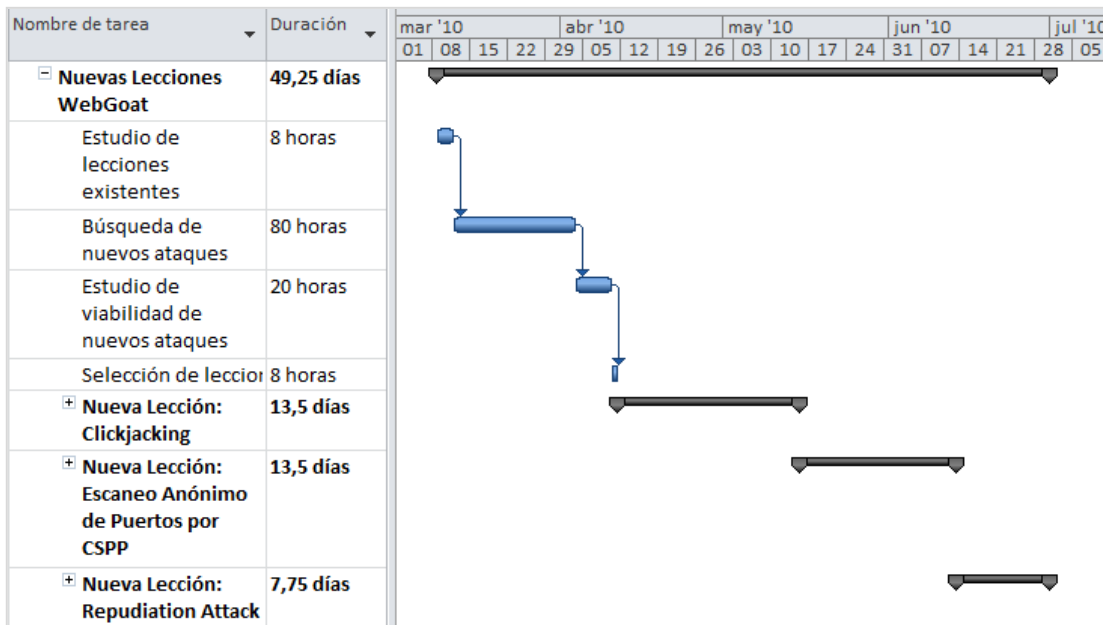 Nombre de tarea Duración mar '10 abr '10 may '10 jun '10 jul '10
01 08 15 22 29 05 12 19 26 03 10 17 24 31 07 14 21 28 05
Nuevas Lecciones 49,25 días
WebGoat
Estudio de 8 horas
lecciones
existentes
Búsqueda de 80 horas
nuevos ataques
Estudio de 20 horas
viabilidad de
nuevos ataques
Selección de leccior 8 horas
Nueva Lección: 13,5 días
Clickjacking
Nueva Lección: 13,5 días
Escaneo Anónimo
de Puertos por
CSPP
Nueva Lección: 7,75 días
Repudiation Attack